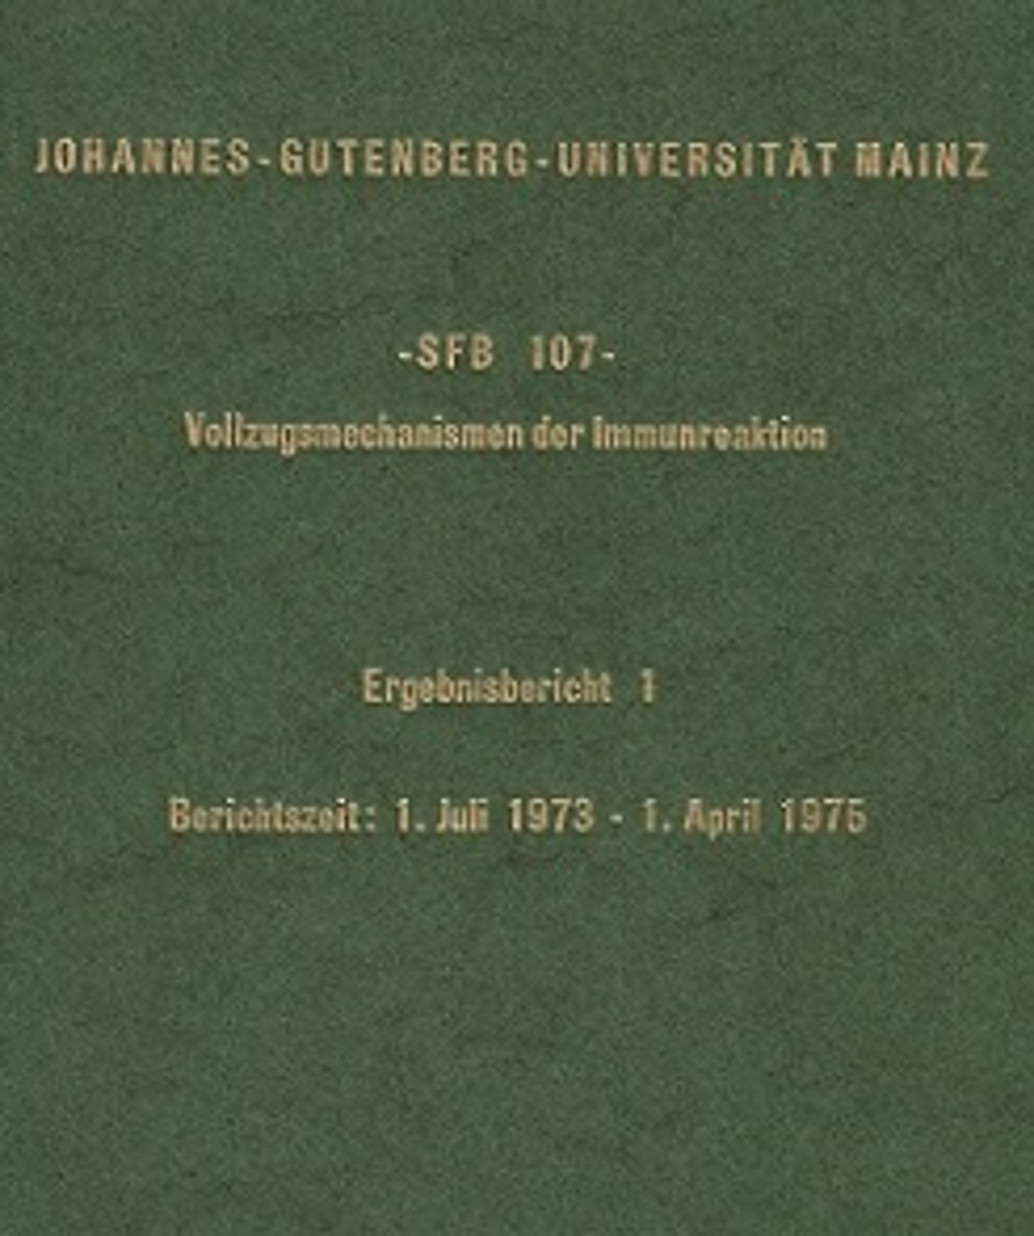 JOHANNES-GUTENBERG-UNIVERSITÄT MAINZ
-SFB 107-
Vollzugsmechanismen der Immunreaktion
Ergebnisbericht 1
Berichtszeit: 1. Juli 1973 - 1. April 1975